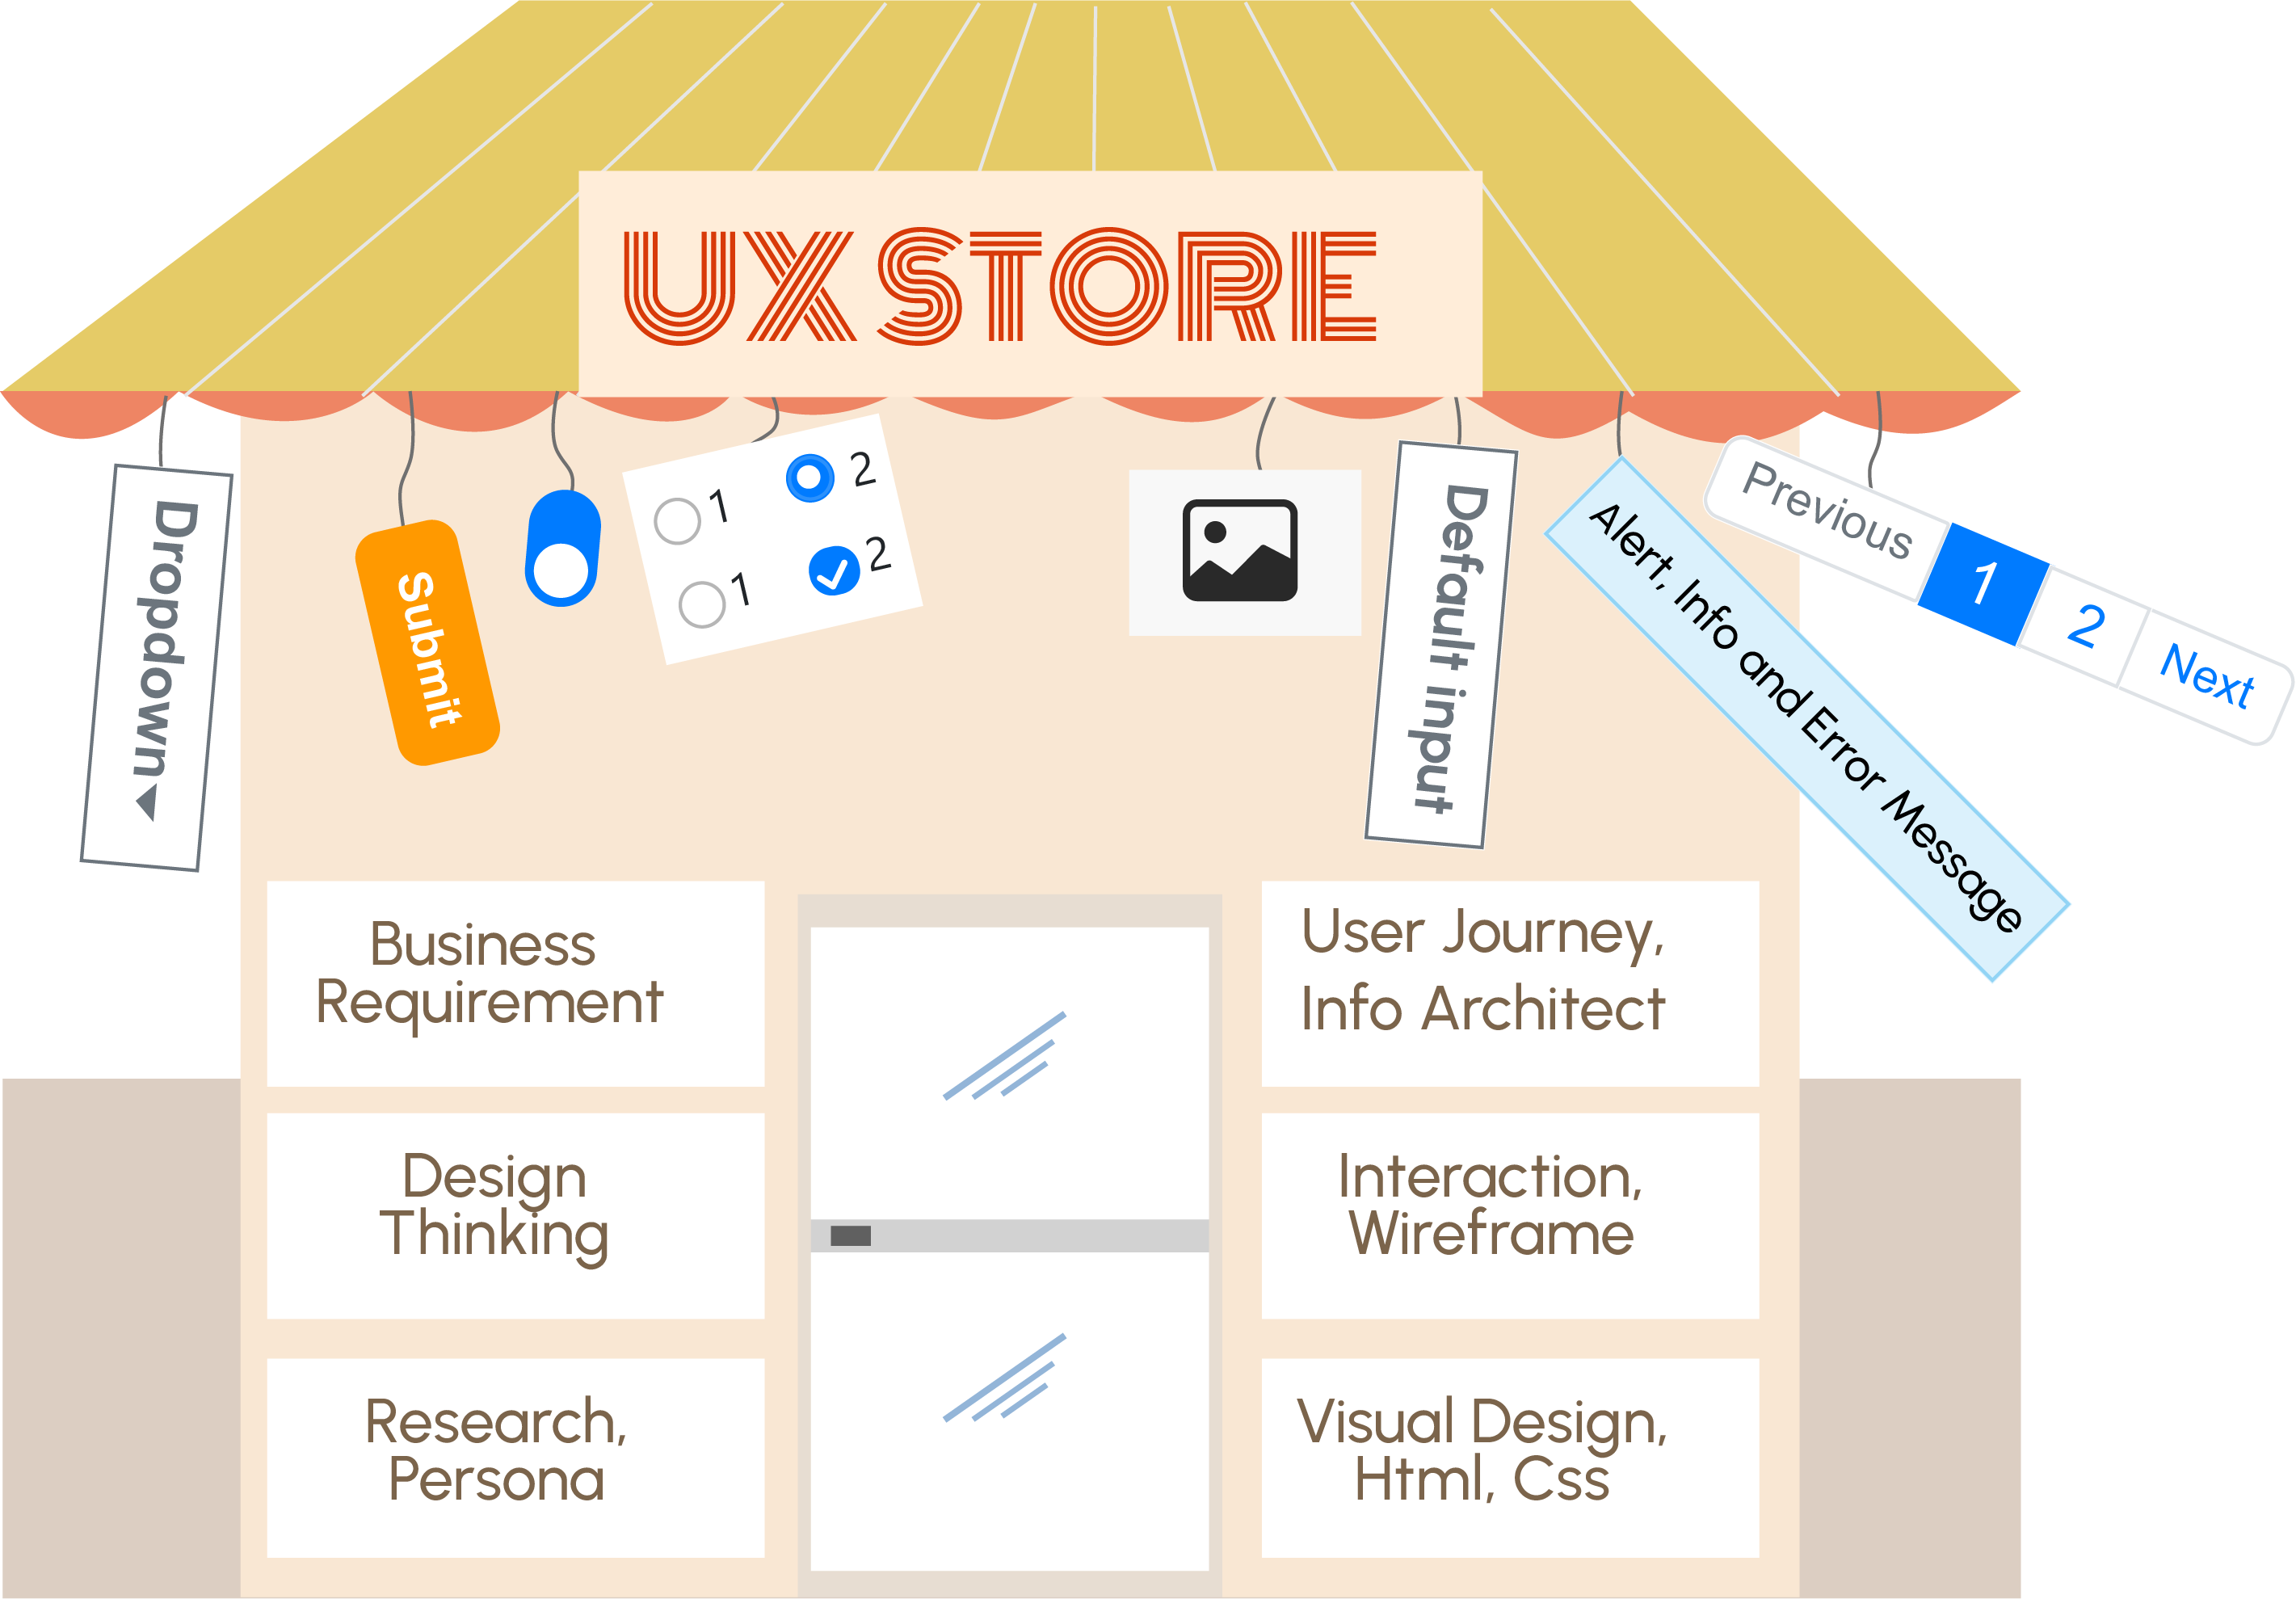 UX STORE
Dropdown
Submit
1
2
1
2
Default input
Alert, Info and Error Message
Previous
1
2
Next
Business
Requirement
Design
Thinking
Research,
Persona
User Journey,
Info Architect
Interaction,
Wireframe
Visual Design,
Html, Css